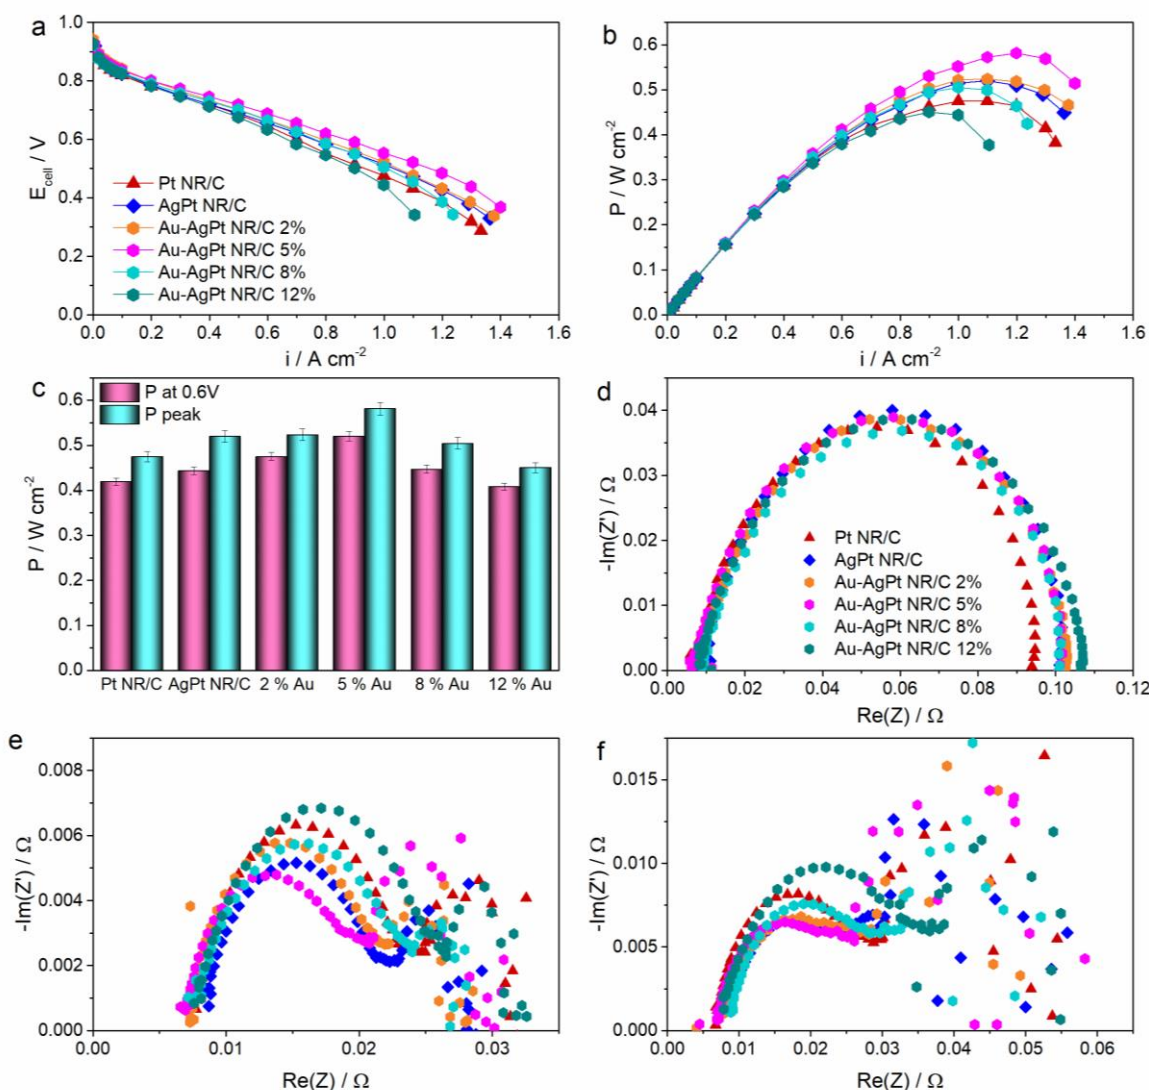 a
1.0
0.8
0.6
0.4
0.2
0.0
E_cell / V
Pt NR/C
AgPt NR/C
Au-AgPt NR/C 2%
Au-AgPt NR/C 5%
Au-AgPt NR/C 8%
Au-AgPt NR/C 12%
0.0 0.2 0.4 0.6 0.8 1.0 1.2 1.4 1.6
i / A cm⁻²
b
0.6
0.5
0.4
0.3
0.2
0.1
0.0
P / W cm⁻²
0.0 0.2 0.4 0.6 0.8 1.0 1.2 1.4 1.6
i / A cm⁻²
c
P at 0.6V
P peak
0.6
0.5
0.4
0.3
0.2
0.1
0.0
P / W cm⁻²
Pt NR/C AgPt NR/C 2 % Au 5 % Au 8 % Au 12 % Au
d
0.04
0.03
0.02
0.01
0.00
-Im(Z') / Ω
Pt NR/C
AgPt NR/C
Au-AgPt NR/C 2%
Au-AgPt NR/C 5%
Au-AgPt NR/C 8%
Au-AgPt NR/C 12%
0.00 0.02 0.04 0.06 0.08 0.10 0.12
Re(Z) / Ω
e
0.008
0.006
0.004
0.002
0.000
-Im(Z') / Ω
0.00 0.01 0.02 0.03
Re(Z) / Ω
f
0.015
0.010
0.005
0.000
-Im(Z') / Ω
0.00 0.01 0.02 0.03 0.04 0.05 0.06
Re(Z) / Ω